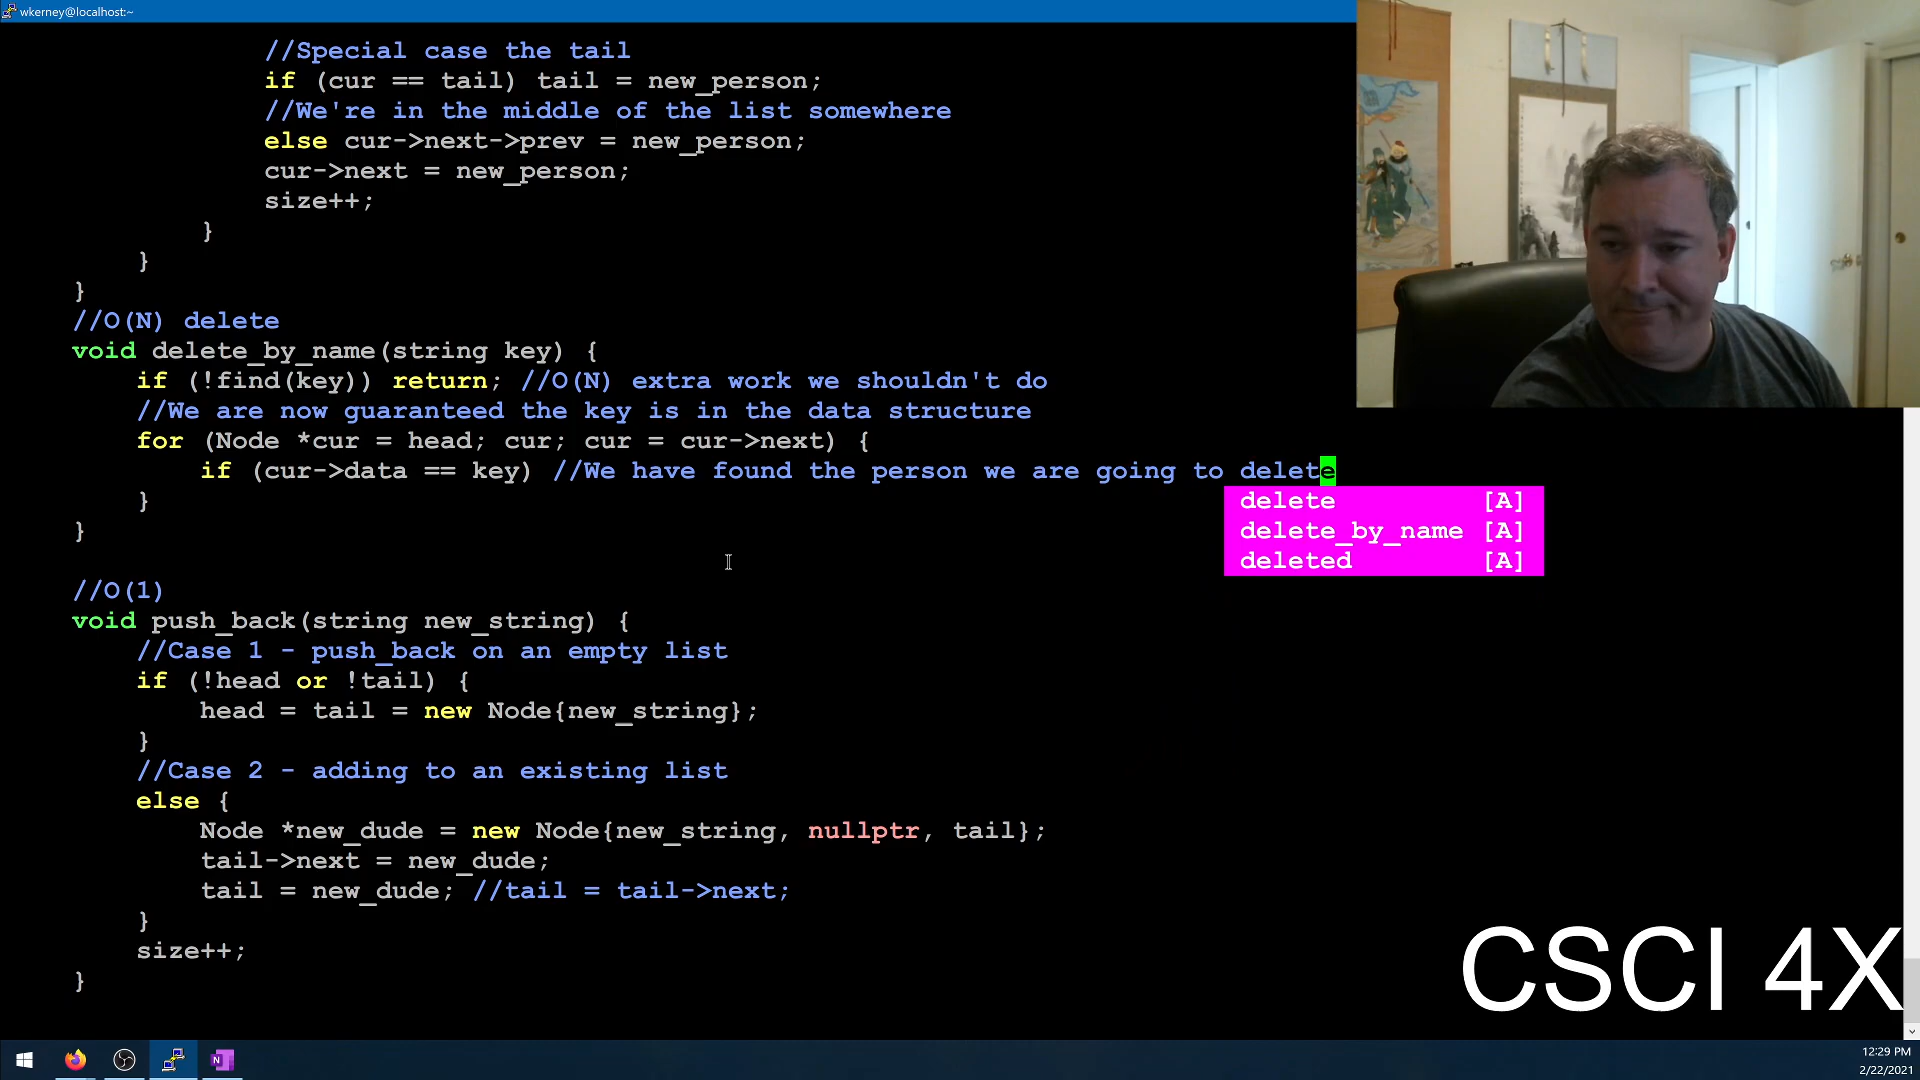 wkerney@localhost:~
//Special case the tail
if (cur == tail) tail = new_person;
//We're in the middle of the list somewhere
else cur->next->prev = new_person;
cur->next = new_person;
size++;
}
}
}
//O(N) delete
void delete_by_name(string key) {
if (!find(key)) return; //O(N) extra work we shouldn't do
//We are now guaranteed the key is in the data structure
for (Node *cur = head; cur; cur = cur->next) {
if (cur->data == key) //We have found the person we are going to delete
delete [A]
}
delete_by_name [A]
}
deleted [A]
//O(1)
void push_back(string new_string) {
//Case 1 - push_back on an empty list
if (!head or !tail) {
head = tail = new Node{new_string};
}
//Case 2 - adding to an existing list
else {
Node *new_dude = new Node{new_string, nullptr, tail};
tail->next = new_dude;
tail = new_dude; //tail = tail->next;
}
size++;
}
CSCI 4X
12:29 PM
2/22/2021